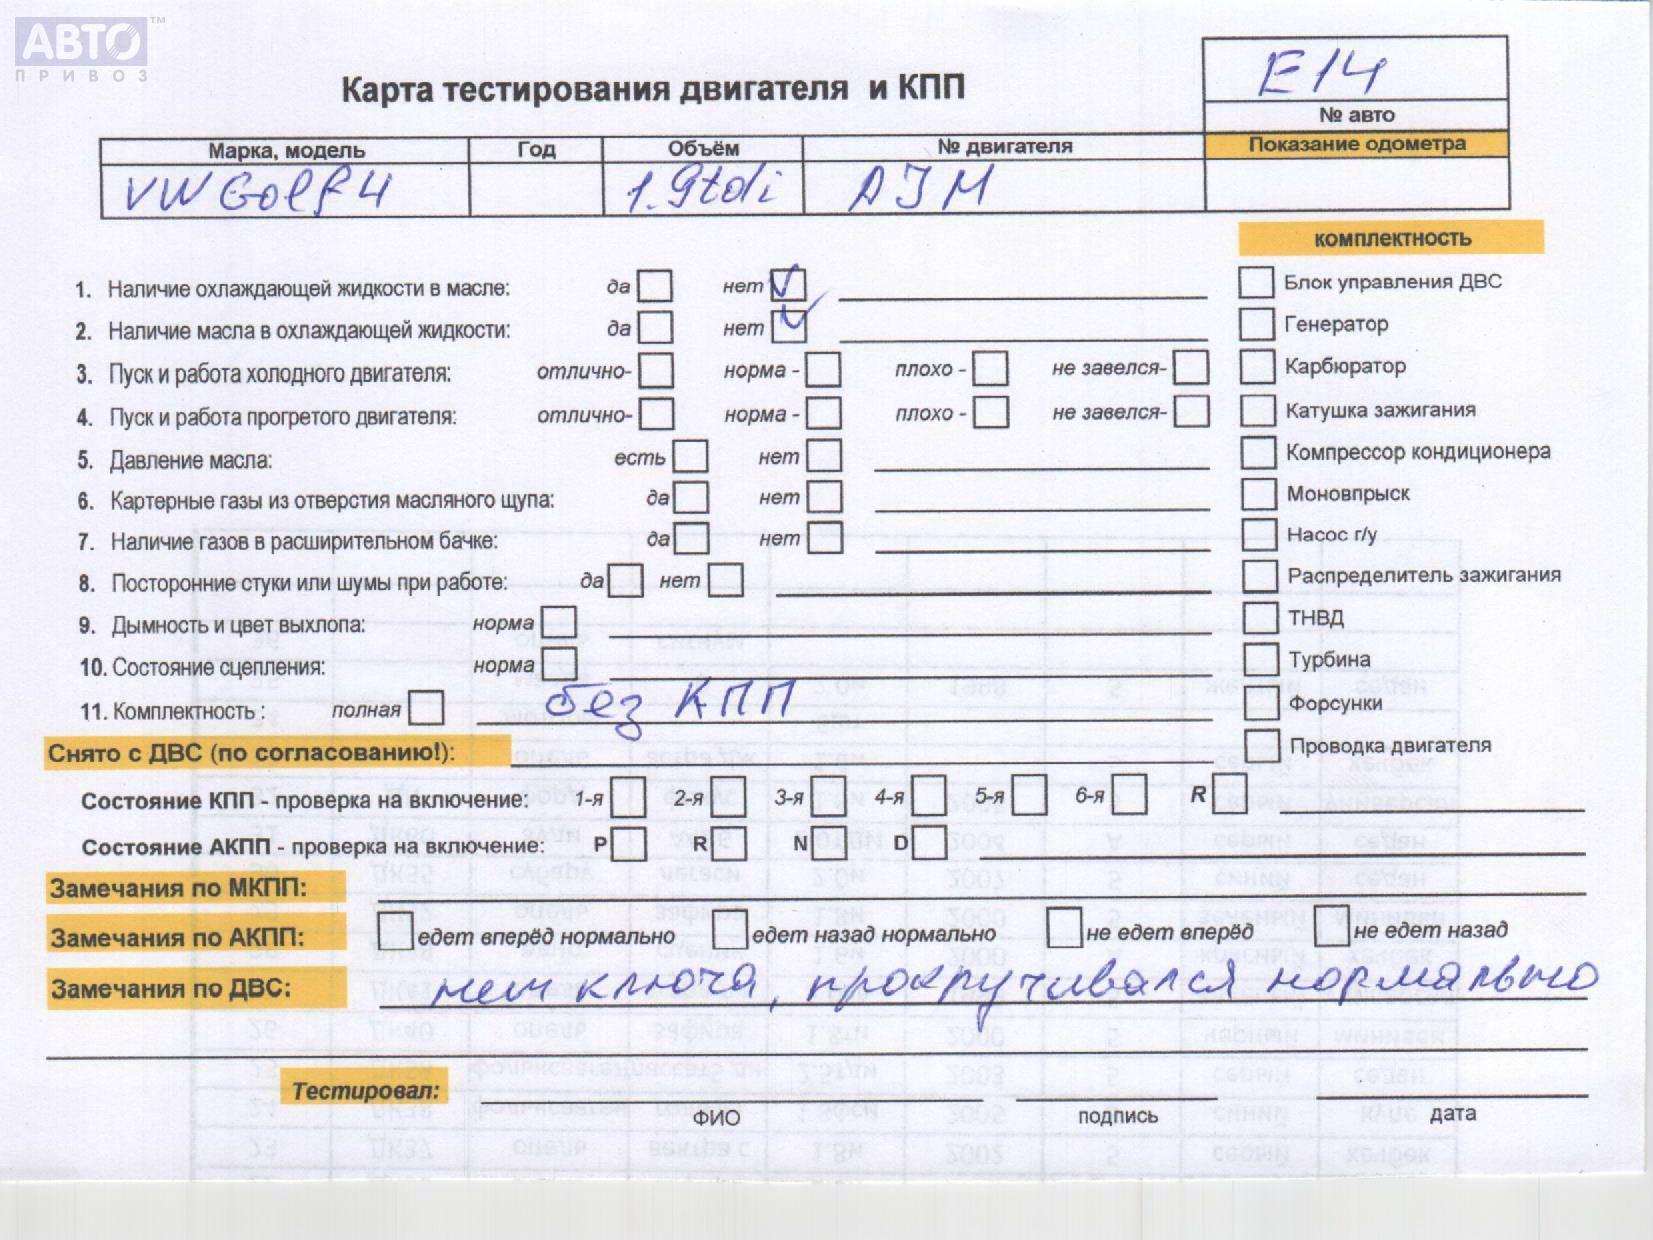 АВТО™
ПРИВОЗ
E14
№ авто
Карта тестирования двигателя и КПП
Марка, модель Год Объём № двигателя Показание одометра
VW Golf 4 1.9tdi AJM
комплектность
1. Наличие охлаждающей жидкости в масле: да нет V
Блок управления ДВС
2. Наличие масла в охлаждающей жидкости: да нет V
Генератор
3. Пуск и работа холодного двигателя: отлично- норма - плохо - не завелся-
Карбюратор
4. Пуск и работа прогретого двигателя: отлично- норма - плохо - не завелся-
Катушка зажигания
5. Давление масла: есть нет
Компрессор кондиционера
6. Картерные газы из отверстия масляного щупа: да нет
Моновпрыск
7. Наличие газов в расширительном бачке: да нет
Насос г/у
8. Посторонние стуки или шумы при работе: да нет
Распределитель зажигания
9. Дымность и цвет выхлопа: норма
ТНВД
10. Состояние сцепления: норма
Турбина
11. Комплектность : полная без КПП
Форсунки
Снято с ДВС (по согласованию!):
Проводка двигателя
Состояние КПП - проверка на включение: 1-я 2-я 3-я 4-я 5-я 6-я R
Состояние АКПП - проверка на включение: P R N D
Замечания по МКПП:
Замечания по АКПП: едет вперёд нормально едет назад нормально не едет вперёд не едет назад
Замечания по ДВС: нет ключа, прокручивался нормально
Тестировал:
ФИО подпись дата